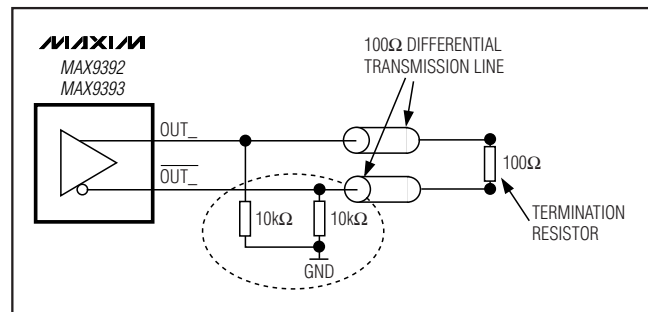 MAXIM
MAX9392
MAX9393
100Ω DIFFERENTIAL
TRANSMISSION LINE
OUT_
OUT_
100Ω
10kΩ
10kΩ
TERMINATION
RESISTOR
GND